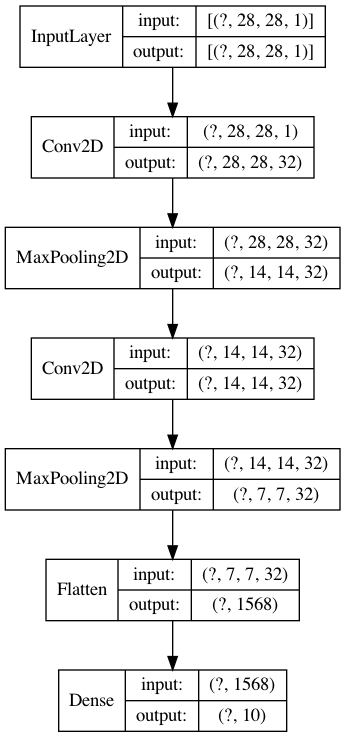 InputLayer
input: [(?, 28, 28, 1)]
output: [(?, 28, 28, 1)]
Conv2D
input: (?, 28, 28, 1)
output: (?, 28, 28, 32)
MaxPooling2D
input: (?, 28, 28, 32)
output: (?, 14, 14, 32)
Conv2D
input: (?, 14, 14, 32)
output: (?, 14, 14, 32)
MaxPooling2D
input: (?, 14, 14, 32)
output: (?, 7, 7, 32)
Flatten
input: (?, 7, 7, 32)
output: (?, 1568)
Dense
input: (?, 1568)
output: (?, 10)